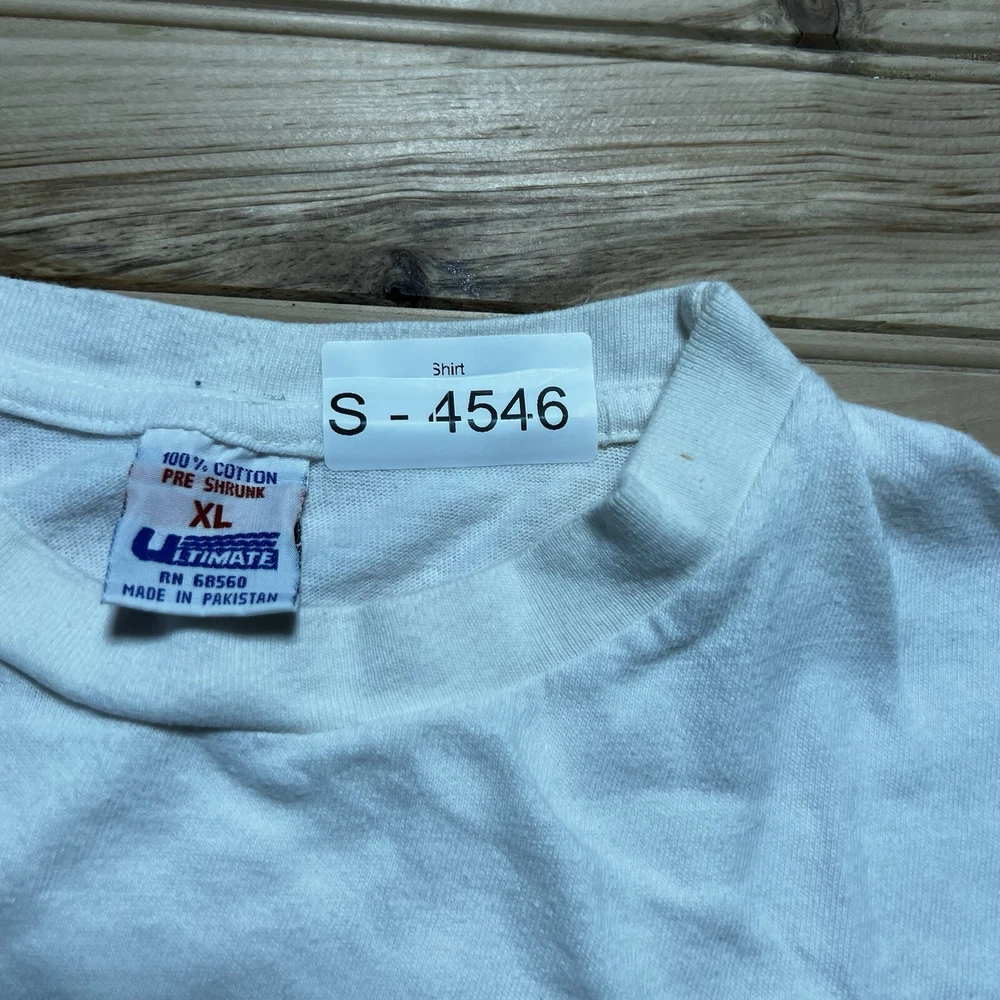 Shirt
S - 4546
100% COTTON
PRE SHRUNK
XL
ULTIMATE
RN 68560
MADE IN PAKISTAN